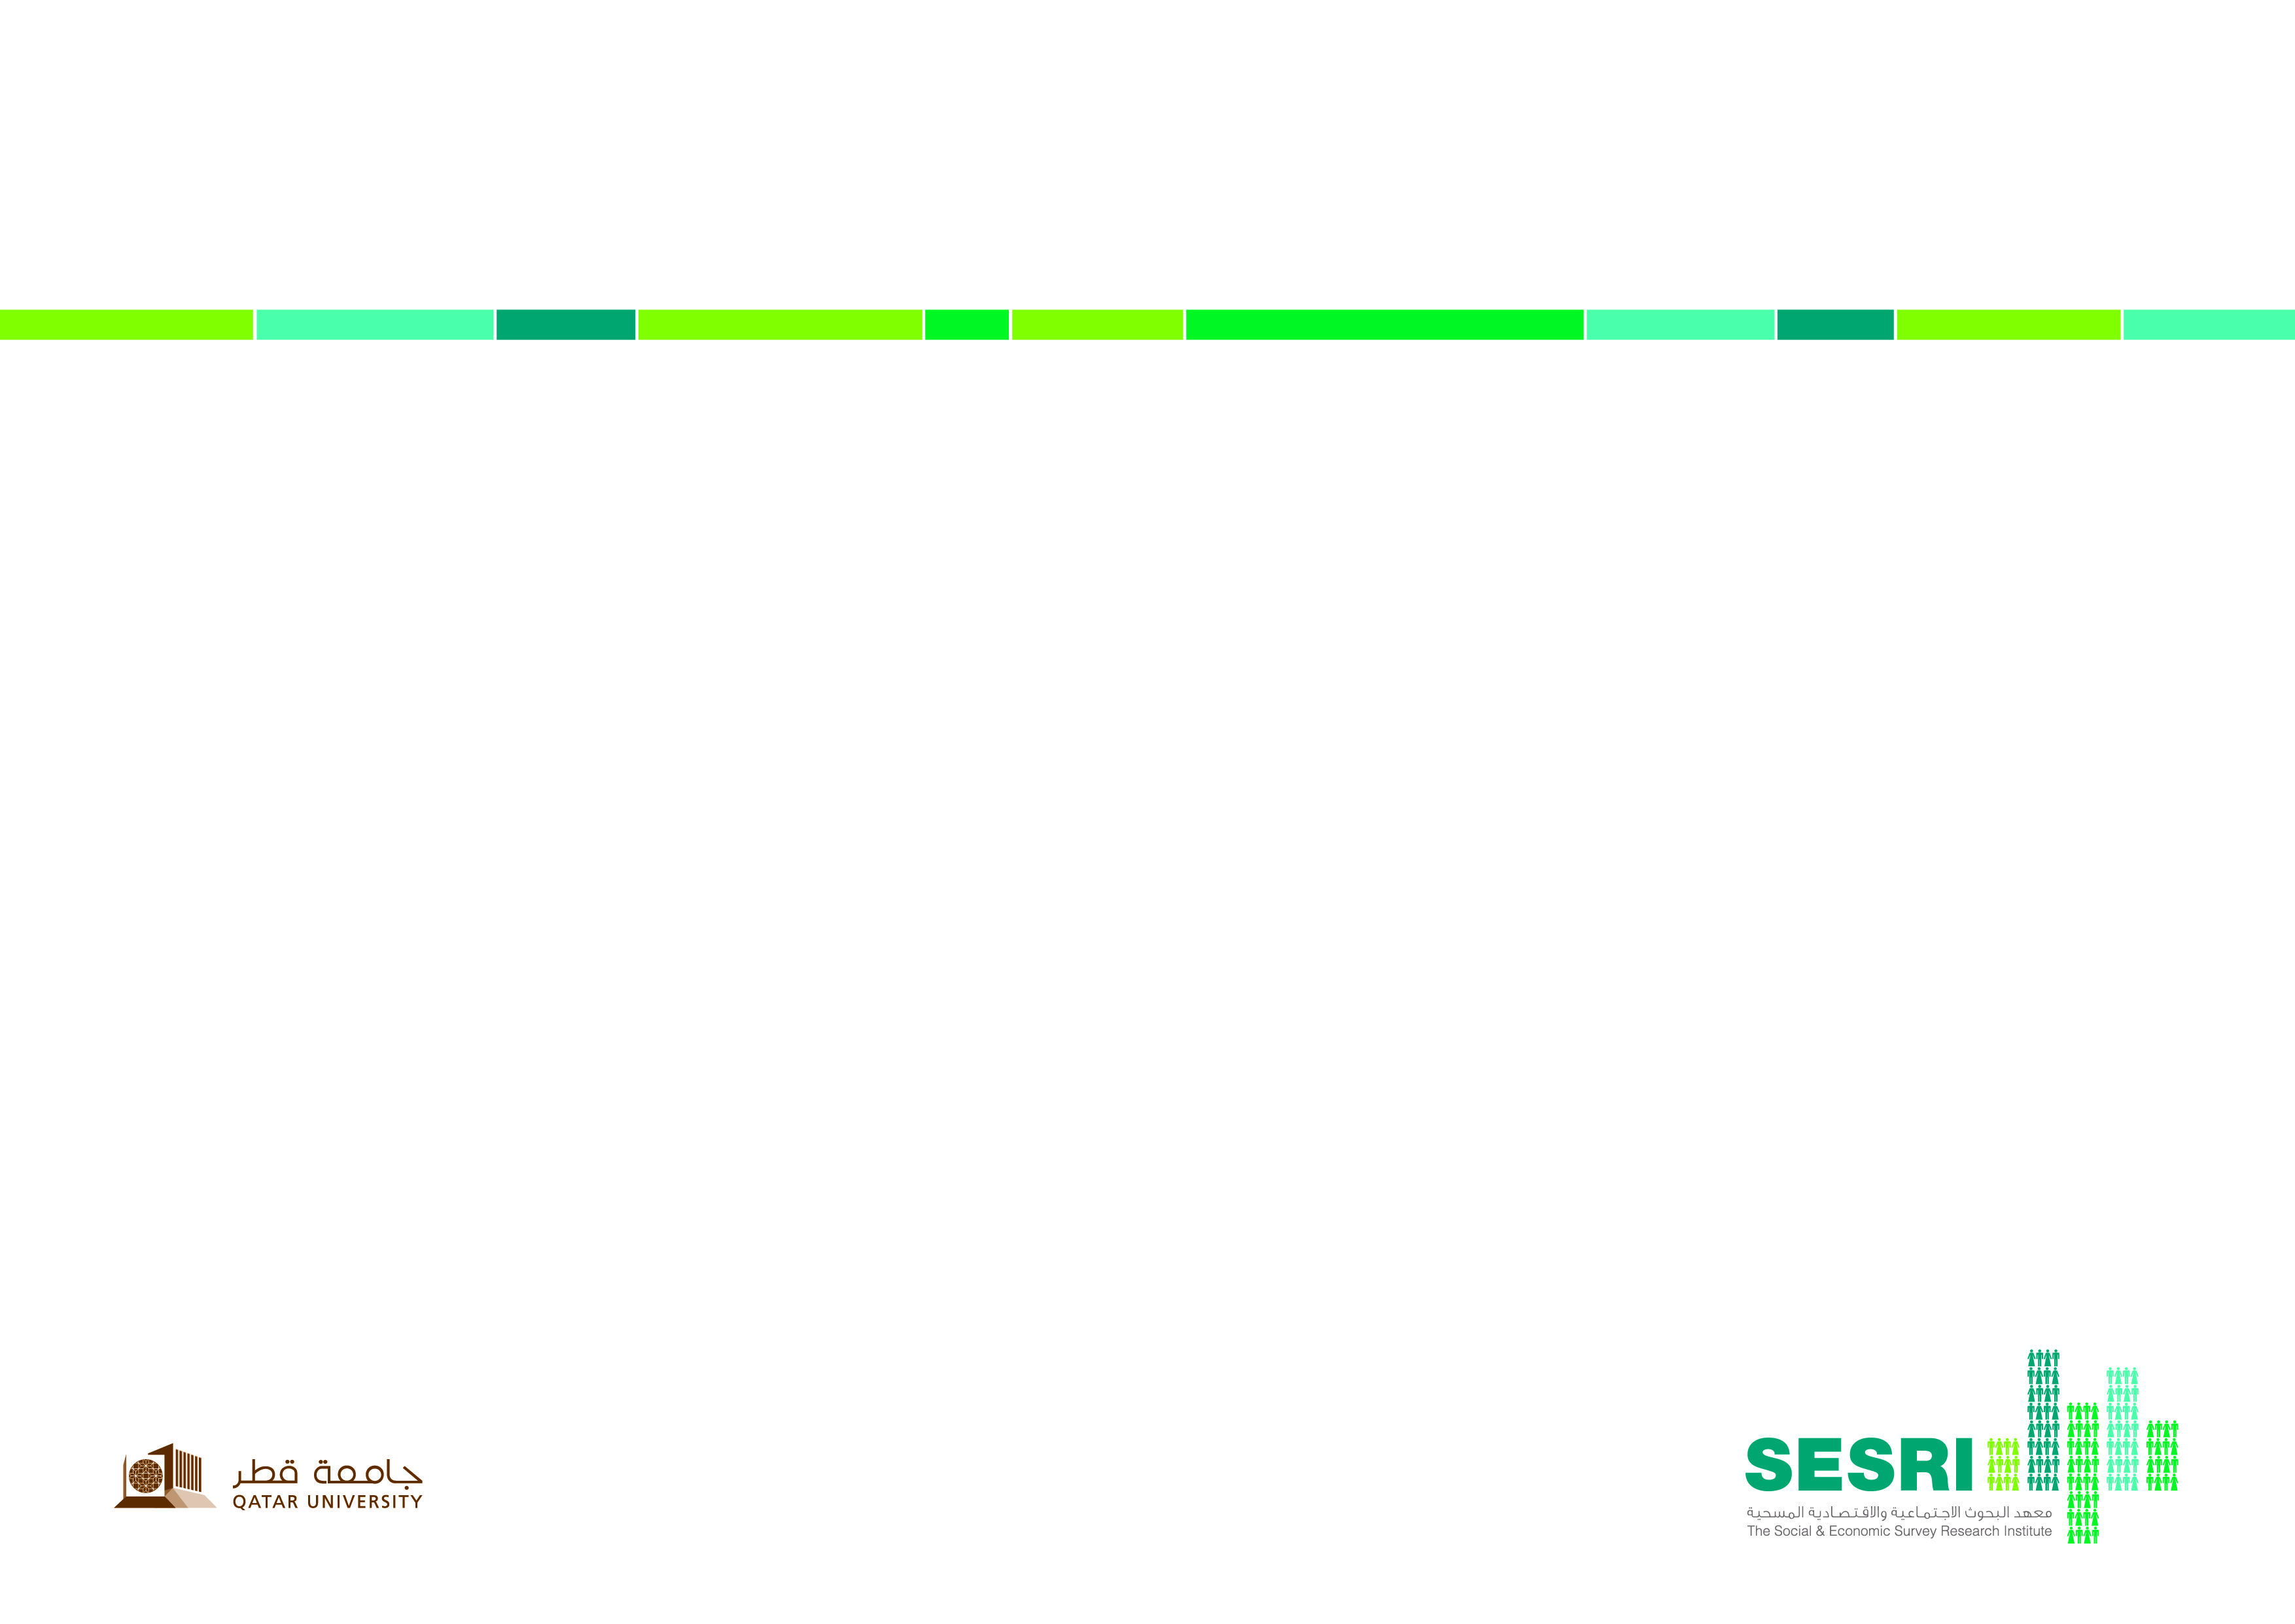 جامعة قطر
QATAR UNIVERSITY
SESRI
معهد البحوث الاجتماعية والاقتصادية المسحية
The Social & Economic Survey Research Institute